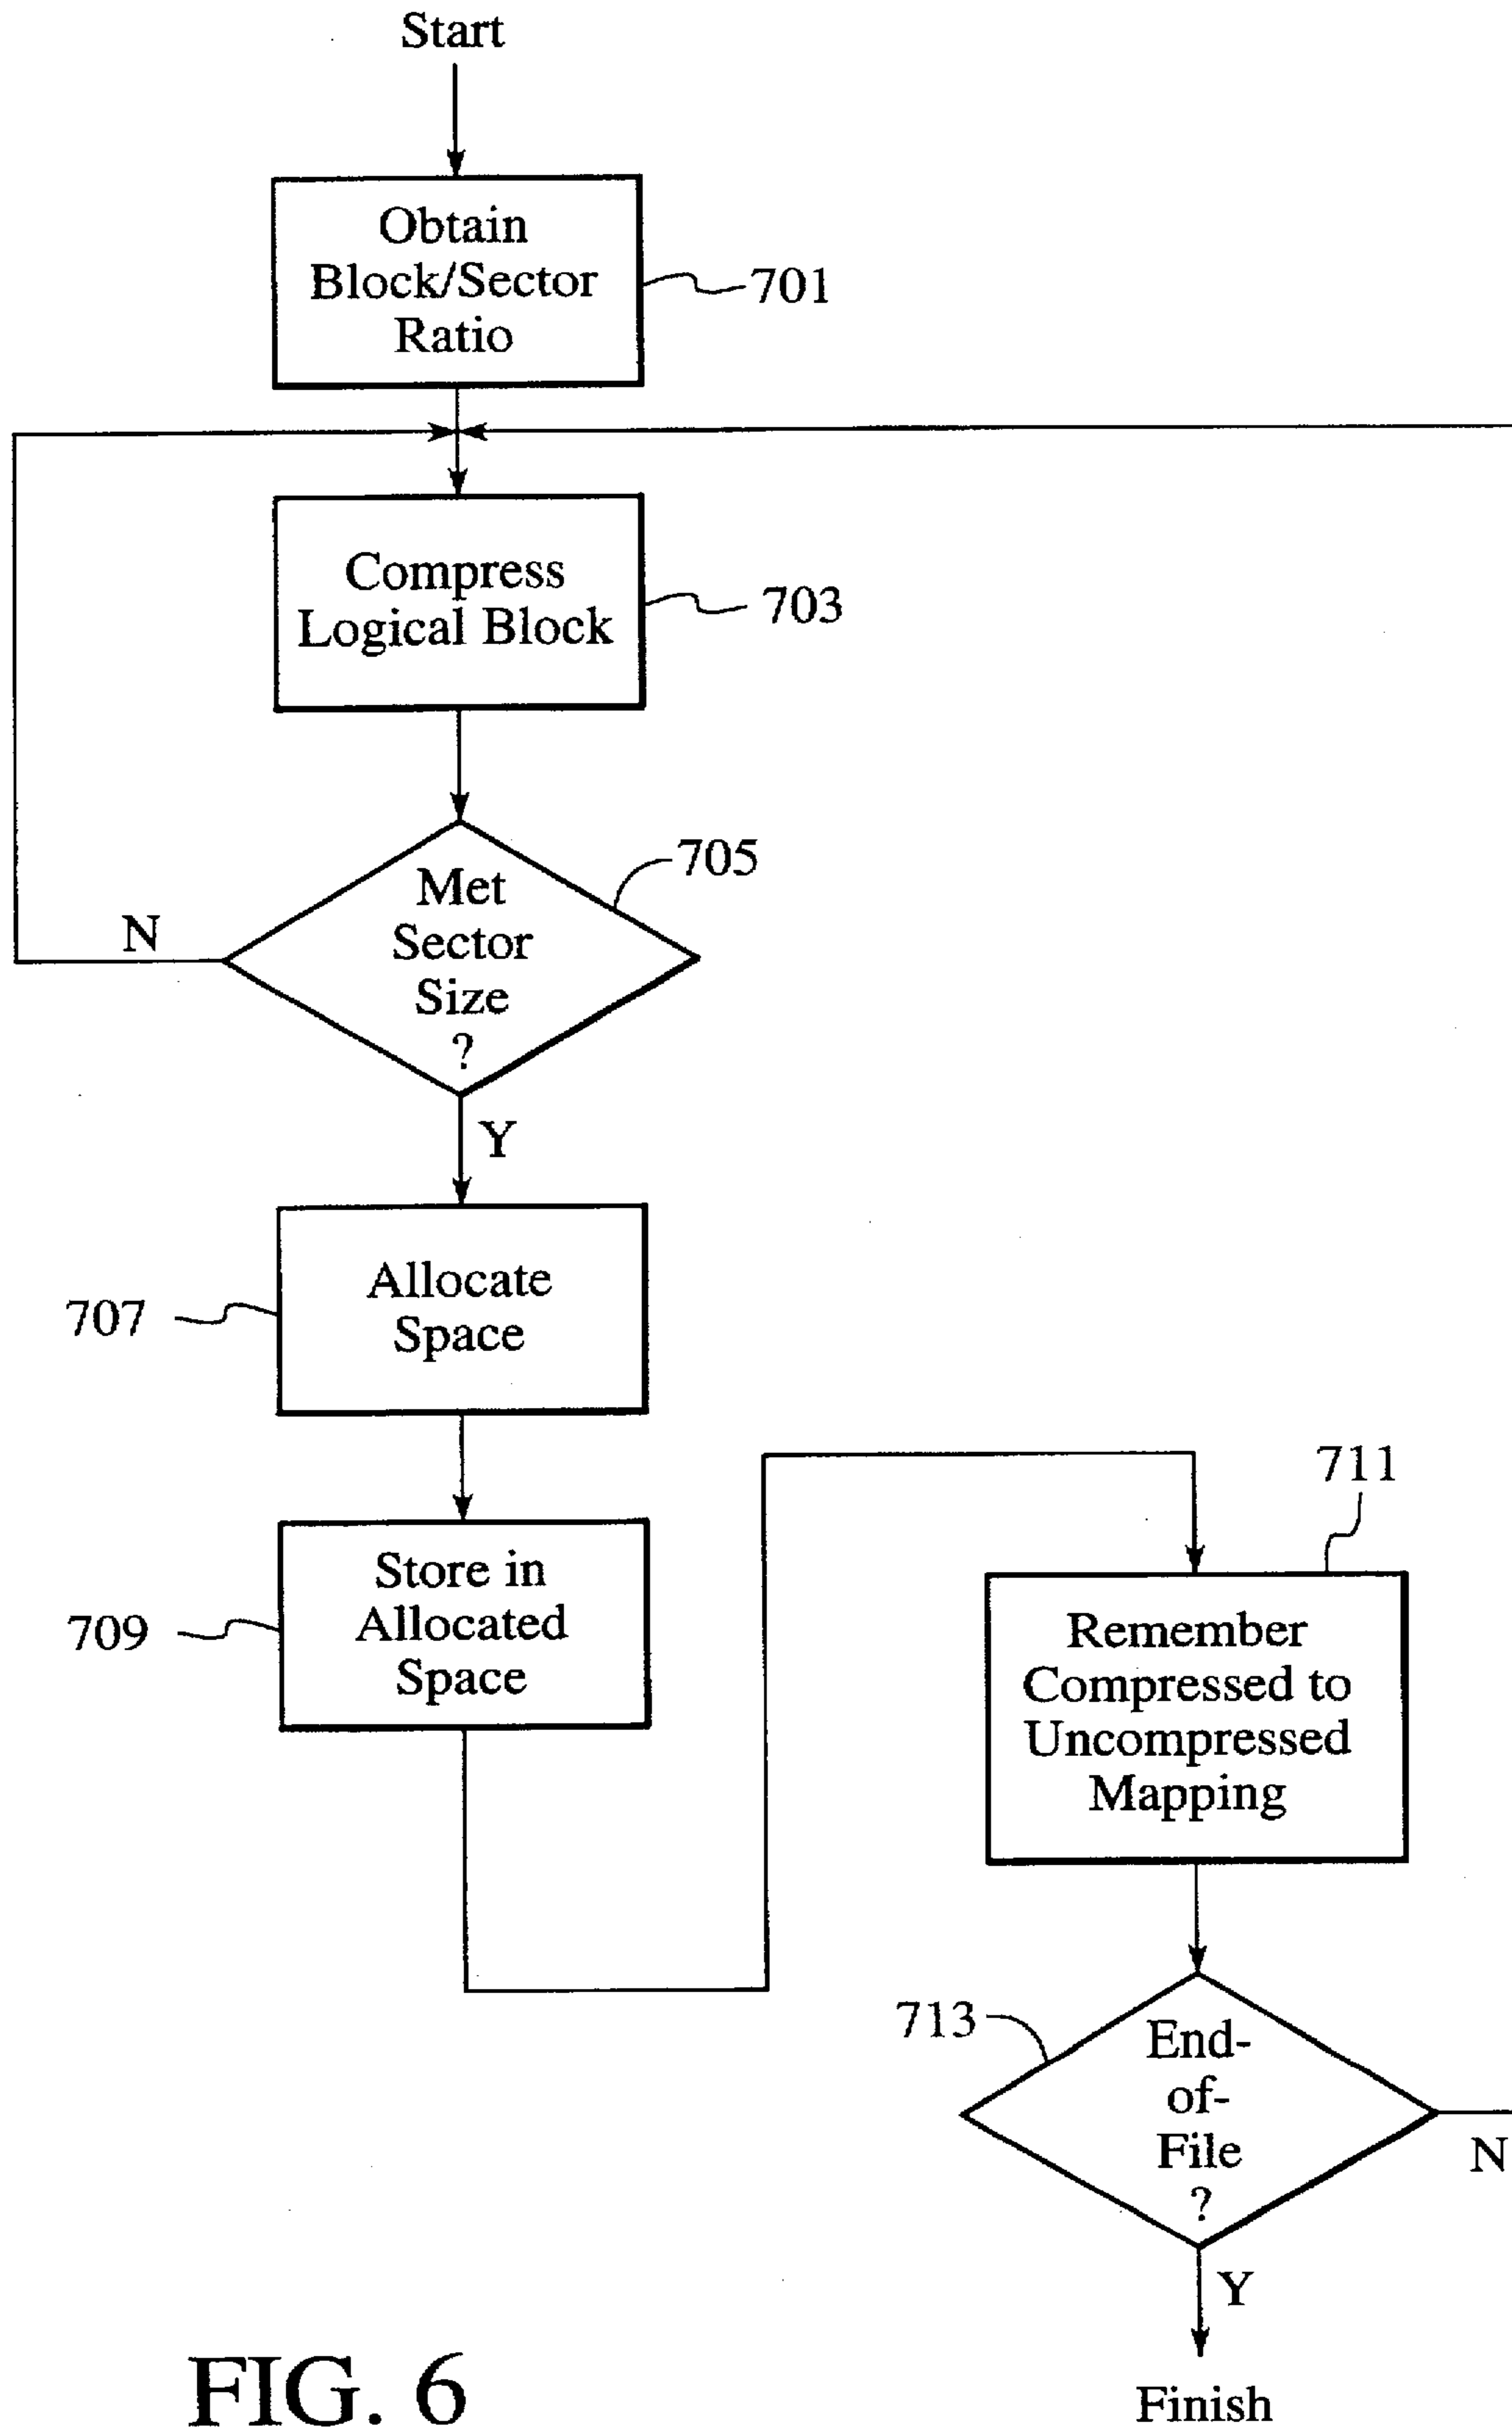 Start
Obtain
Block/Sector
Ratio
701
Compress
Logical Block
703
705
Met
Sector
Size
?
N
Y
Allocate
Space
707
Store in
Allocated
Space
709
711
Remember
Compressed to
Uncompressed
Mapping
713
End-
of-
File
?
N
Y
Finish
FIG. 6